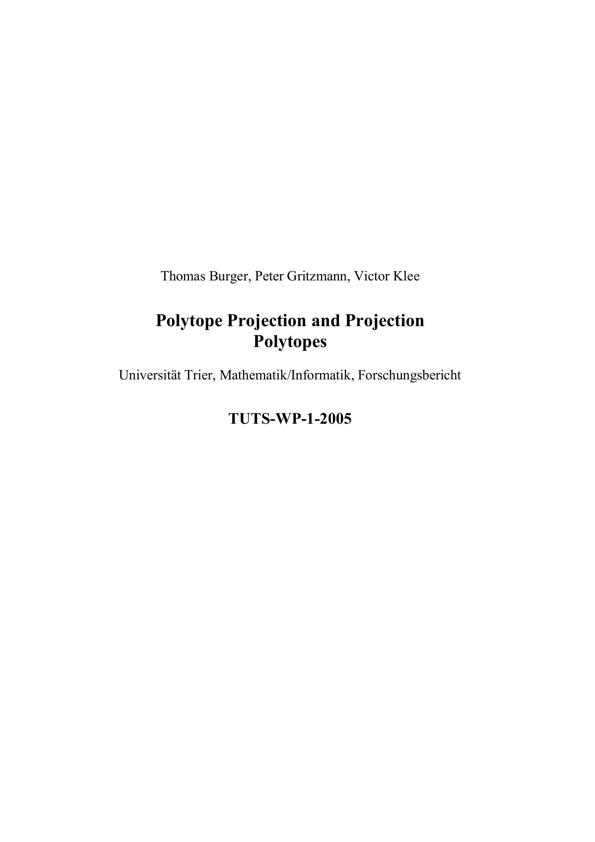 Thomas Burger, Peter Gritzmann, Victor Klee
Polytope Projection and Projection
Polytopes
Universität Trier, Mathematik/Informatik, Forschungsbericht
TUTS-WP-1-2005